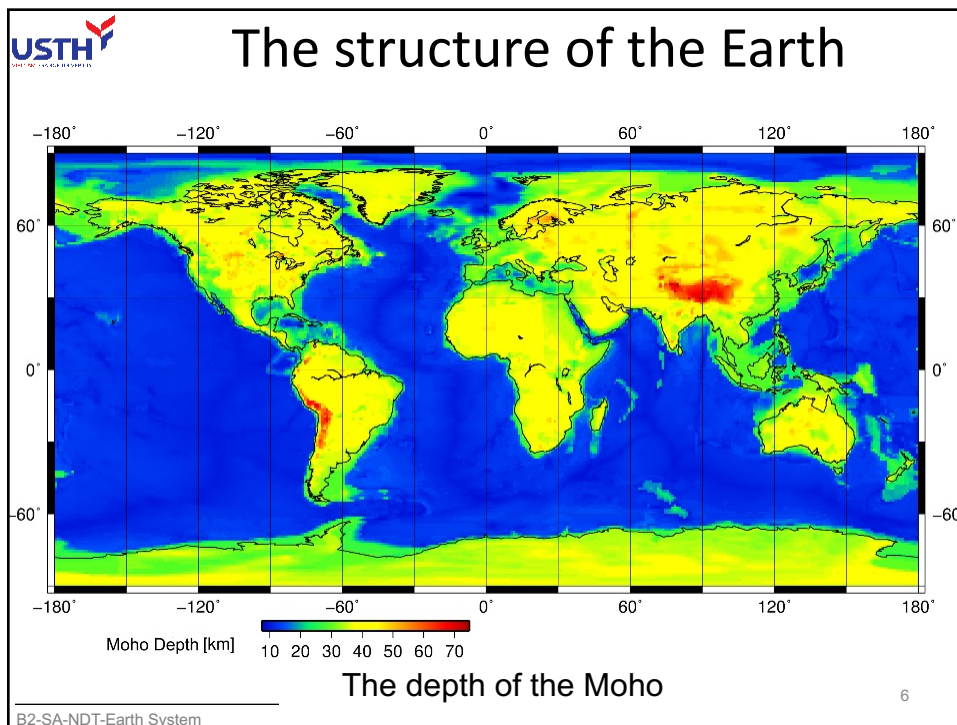 USTH
The structure of the Earth
−180˚ −120˚ −60˚ 0˚ 60˚ 120˚ 180˚
60˚ 60˚
0˚ 0˚
−60˚ −60
−180˚ −120˚ −60˚ 0˚ 60˚ 120˚ 180˚
Moho Depth [km]
10 20 30 40 50 60 70
The depth of the Moho
6
B2-SA-NDT-Earth System